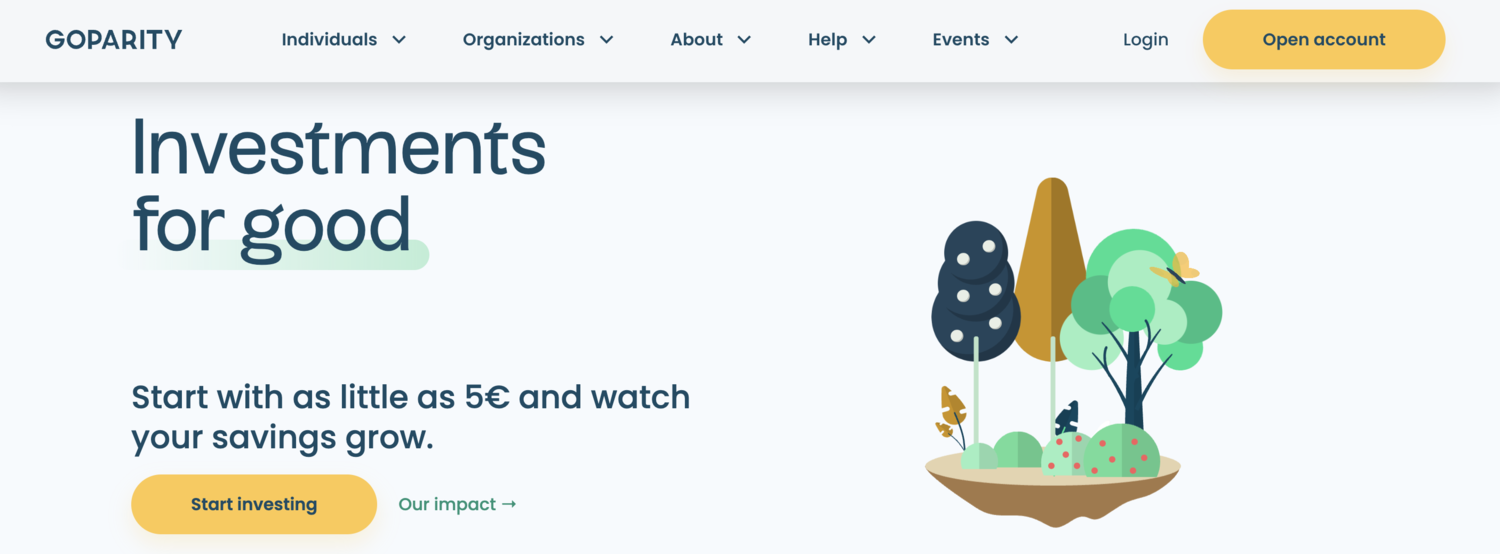 GOPARITY Individuals Organizations About Help Events Login Open account
Investments
for good
Start with as little as 5€ and watch
your savings grow.
Start investing Our impact →